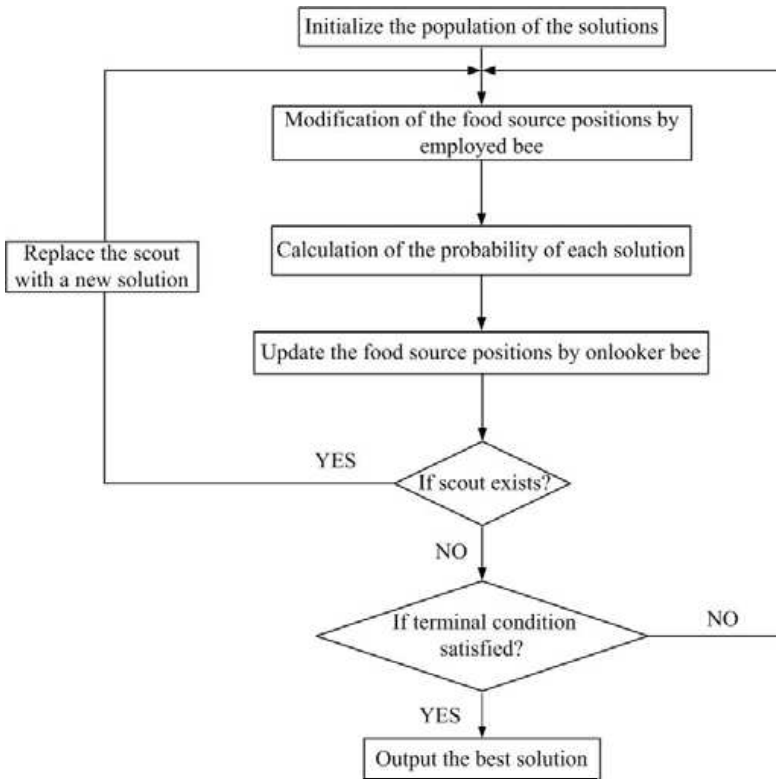 Initialize the population of the solutions
Modification of the food source positions by
employed bee
Calculation of the probability of each solution
Replace the scout
with a new solution
Update the food source positions by onlooker bee
YES
If scout exists?
NO
If terminal condition
satisfied?
NO
YES
Output the best solution